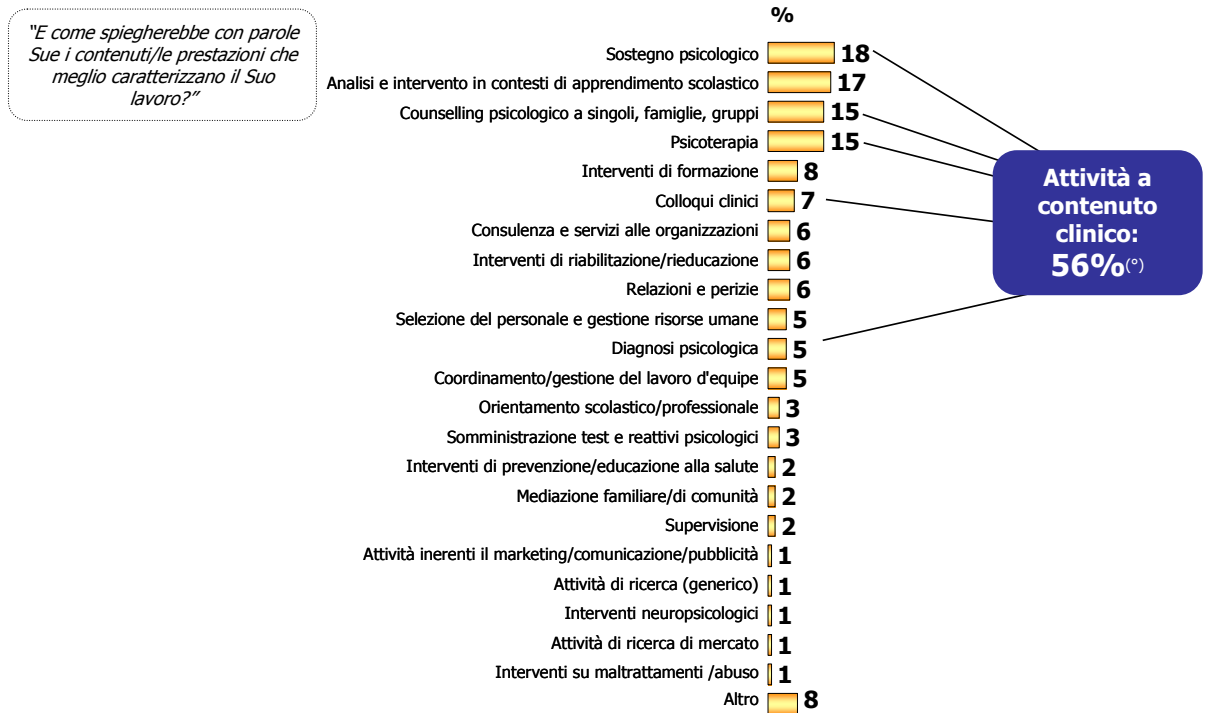 “E come spiegherebbe con parole
Sue i contenuti/le prestazioni che
meglio caratterizzano il Suo
lavoro?”
%
Sostegno psicologico 18
Analisi e intervento in contesti di apprendimento scolastico 17
Counselling psicologico a singoli, famiglie, gruppi 15
Psicoterapia 15
Interventi di formazione 8
Colloqui clinici 7
Consulenza e servizi alle organizzazioni 6
Interventi di riabilitazione/rieducazione 6
Relazioni e perizie 6
Selezione del personale e gestione risorse umane 5
Diagnosi psicologica 5
Coordinamento/gestione del lavoro d'equipe 5
Orientamento scolastico/professionale 3
Somministrazione test e reattivi psicologici 3
Interventi di prevenzione/educazione alla salute 2
Mediazione familiare/di comunità 2
Supervisione 2
Attività inerenti il marketing/comunicazione/pubblicità 1
Attività di ricerca (generico) 1
Interventi neuropsicologici 1
Attività di ricerca di mercato 1
Interventi su maltrattamenti /abuso 1
Altro 8
Attività a
contenuto
clinico:
56%(°)